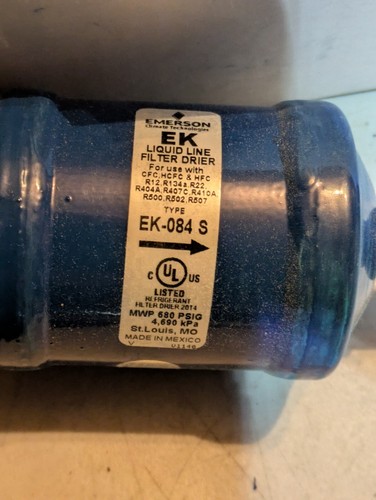 EMERSON
Climate Technologies
EK
LIQUID LINE
FILTER DRIER
For use with
CFC, HCFC & HFC
R12, R134a, R22,
R404A, R407C, R410A,
R500, R502, R507
TYPE
EK-084 S
C UL US
LISTED
REFRIGERANT
FILTER DRIER 2014
MWP 680 PSIG
4,690 kPa
St. Louis, MO
MADE IN MEXICO
V U1146